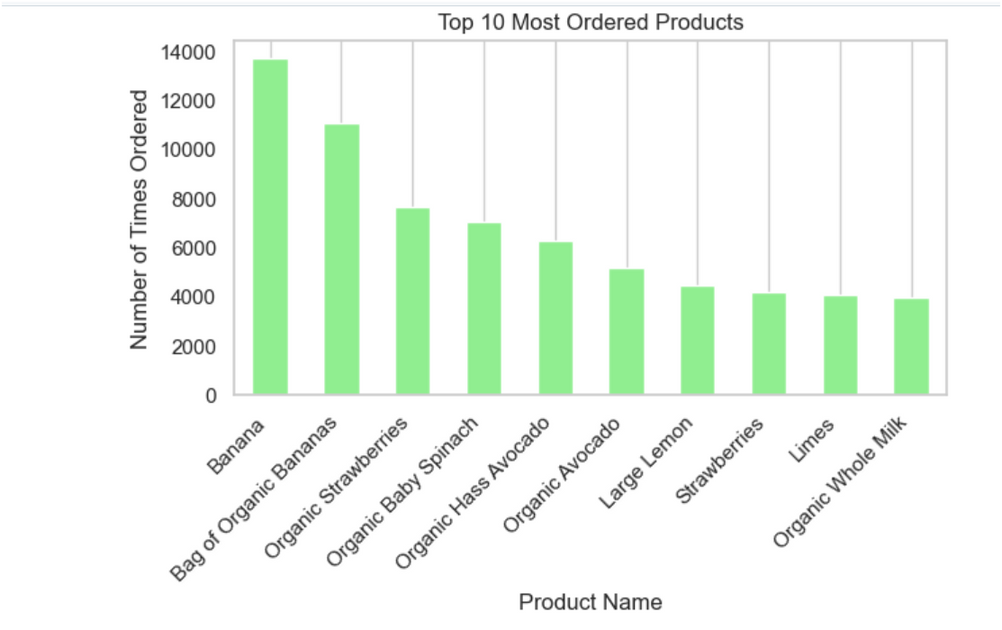 Top 10 Most Ordered Products
Number of Times Ordered
14000
12000
10000
8000
6000
4000
2000
0
Banana
Bag of Organic Bananas
Organic Strawberries
Organic Baby Spinach
Organic Hass Avocado
Organic Avocado
Large Lemon
Strawberries
Limes
Organic Whole Milk
Product Name